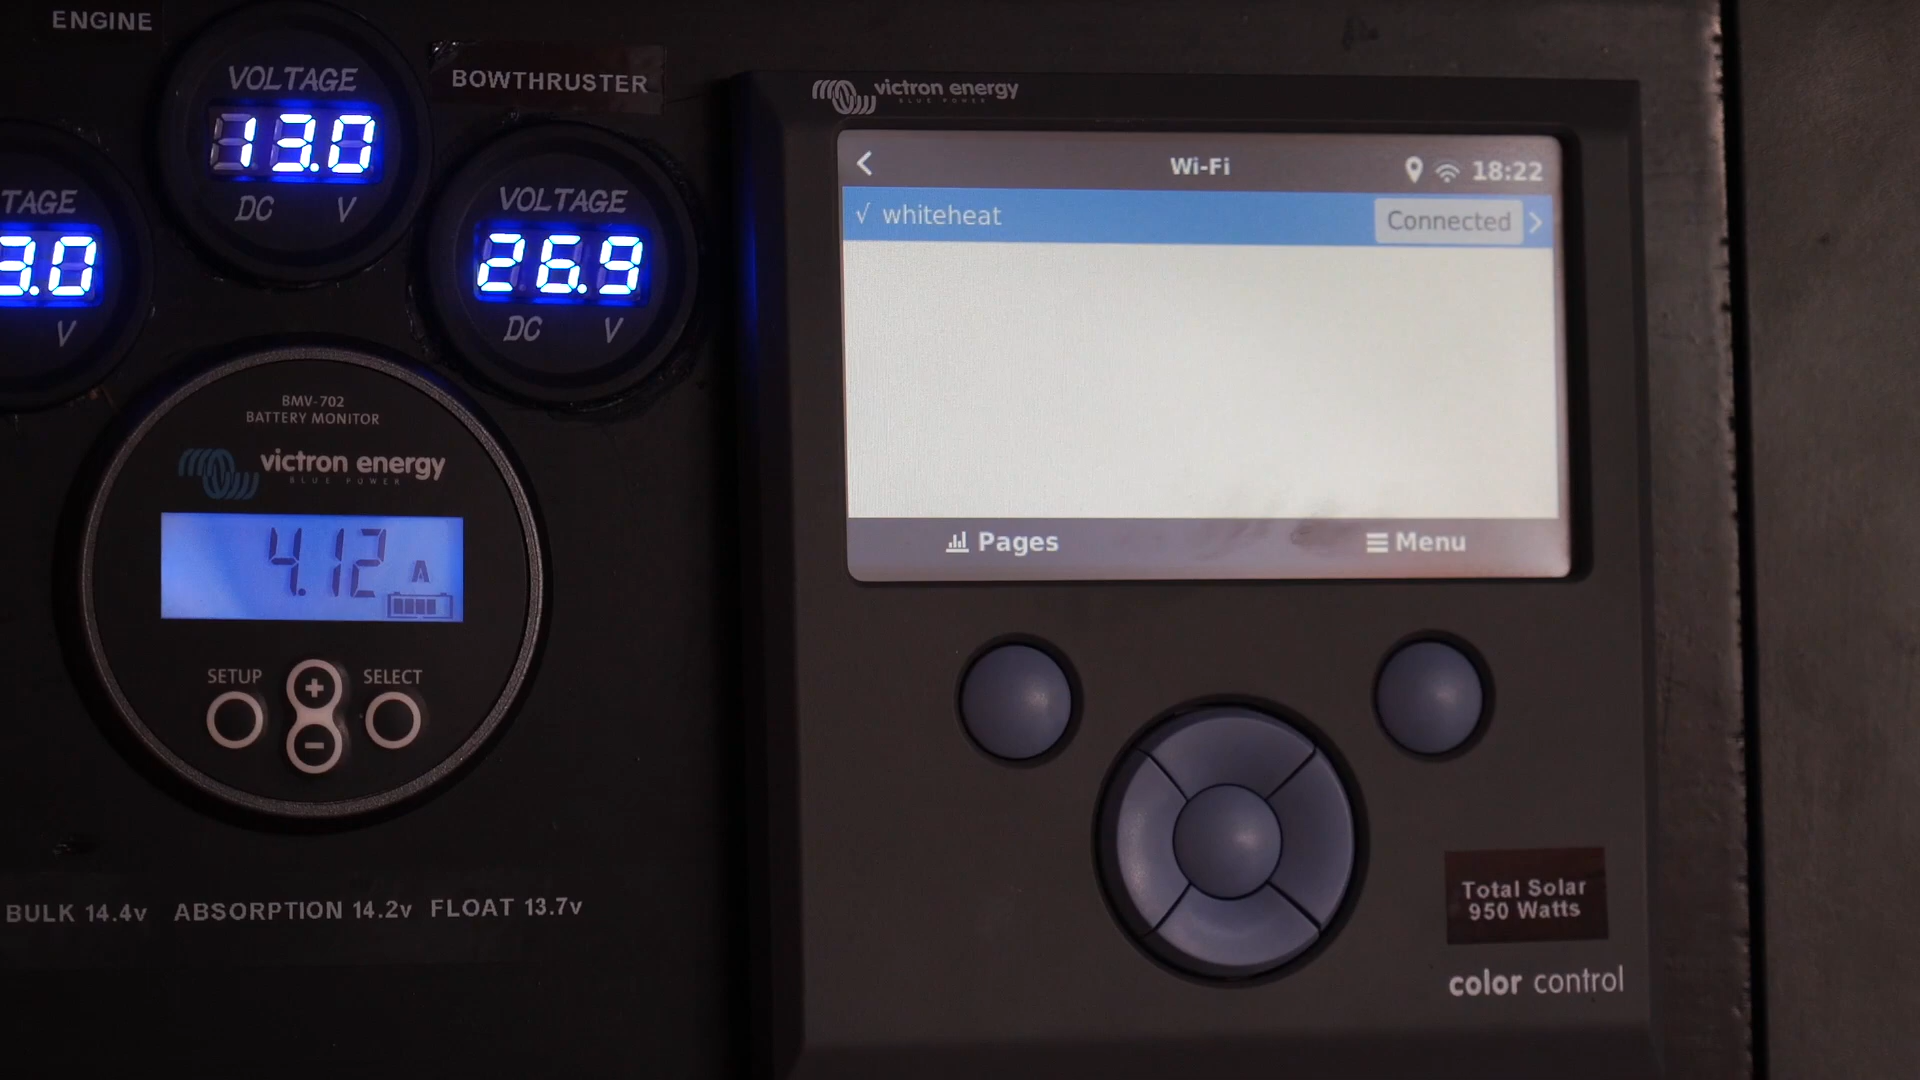 ENGINE
VOLTAGE
13.0
DC V
BOWTHRUSTER
VOLTAGE
26.9
DC V
TAGE
3.0
V
BMV-702
BATTERY MONITOR
victron energy
BLUE POWER
4.12 A
SETUP
+
SELECT
−
BULK 14.4v ABSORPTION 14.2v FLOAT 13.7v
victron energy
BLUE POWER
Wi-Fi 18:22
√ whiteheat Connected
Pages Menu
Total Solar
950 Watts
color control